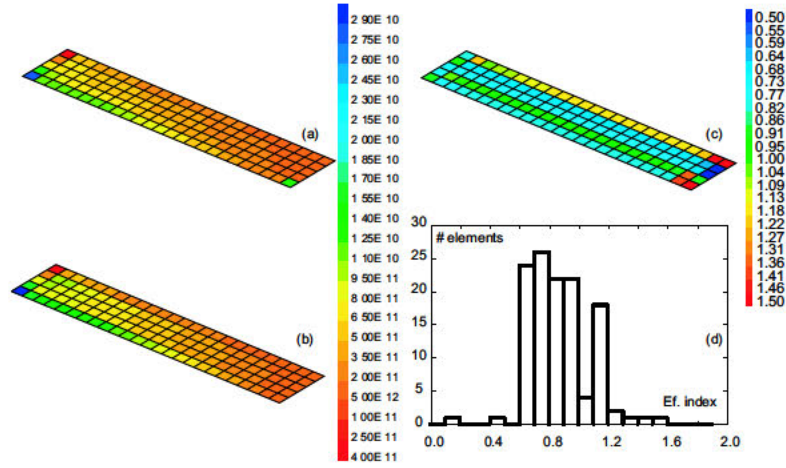 (a)
(b)
2 90E 10
2 75E 10
2 60E 10
2 45E 10
2 30E 10
2 15E 10
2 00E 10
1 85E 10
1 70E 10
1 55E 10
1 40E 10
1 25E 10
1 10E 10
9 50E 11
8 00E 11
6 50E 11
5 00E 11
3 50E 11
2 00E 11
5 00E 12
1 00E 11
2 50E 11
4 00E 11
(c)
0.50
0.55
0.59
0.64
0.68
0.73
0.77
0.82
0.86
0.91
0.95
1.00
1.04
1.09
1.13
1.18
1.22
1.27
1.31
1.36
1.41
1.46
1.50
30
25
20
15
10
5
0
# elements
(d)
Ef. index
0.0 0.4 0.8 1.2 1.6 2.0